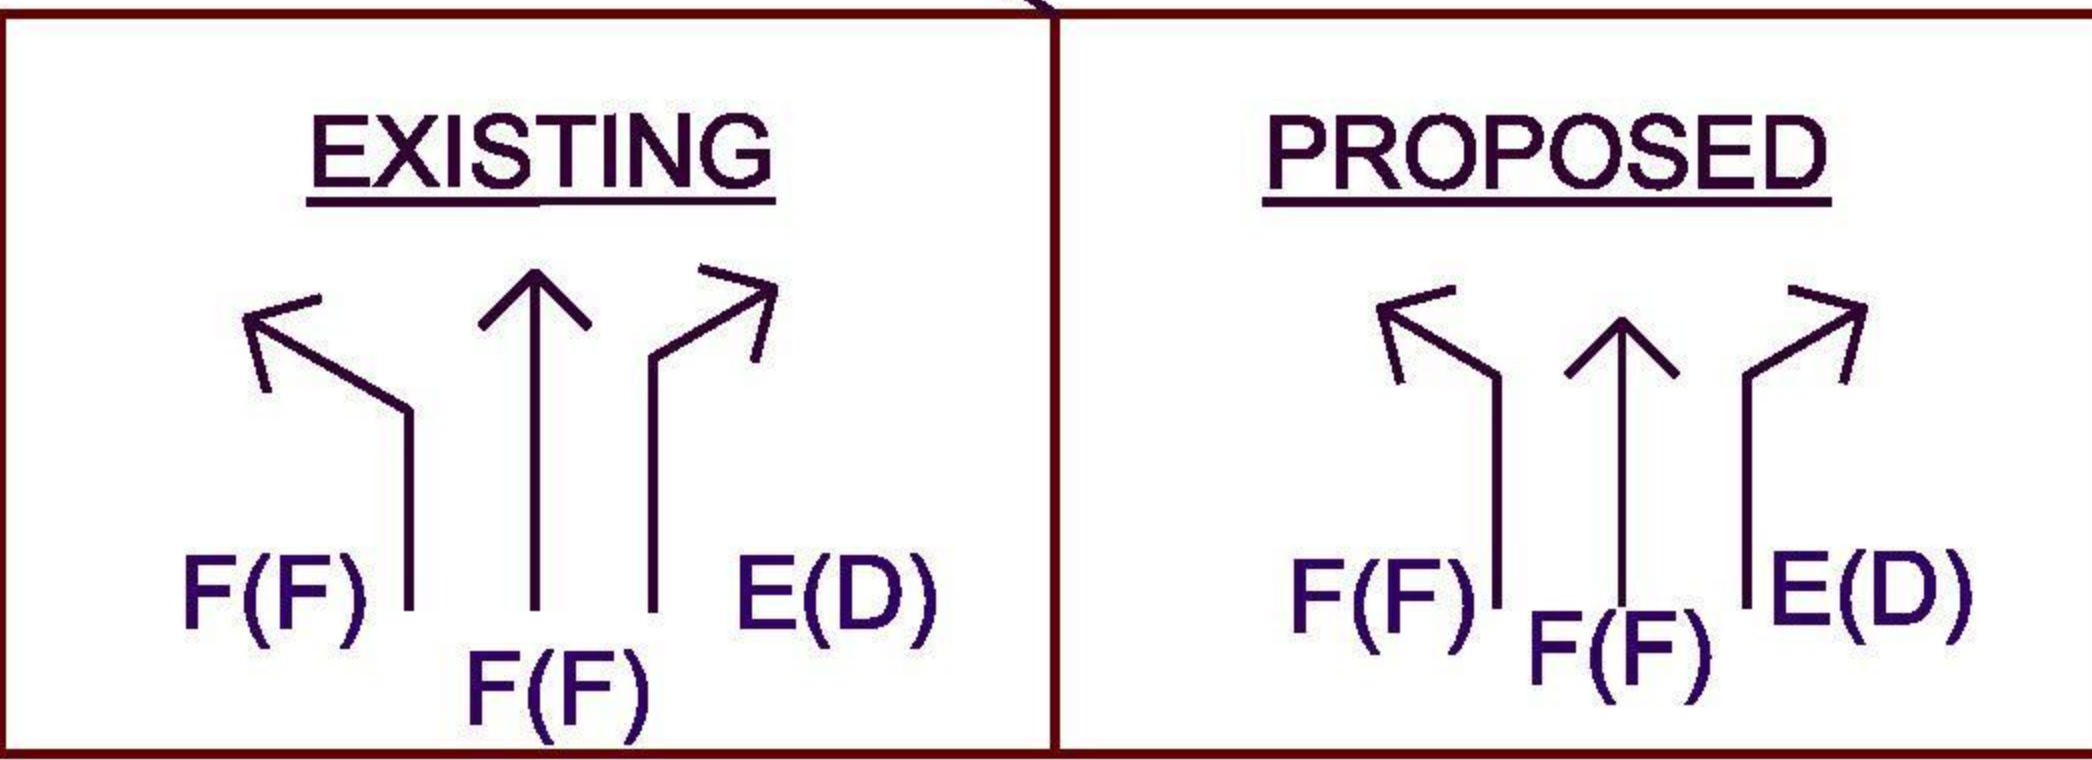 EXISTING
F(F)
F(F)
E(D)
PROPOSED
F(F)
F(F)
E(D)